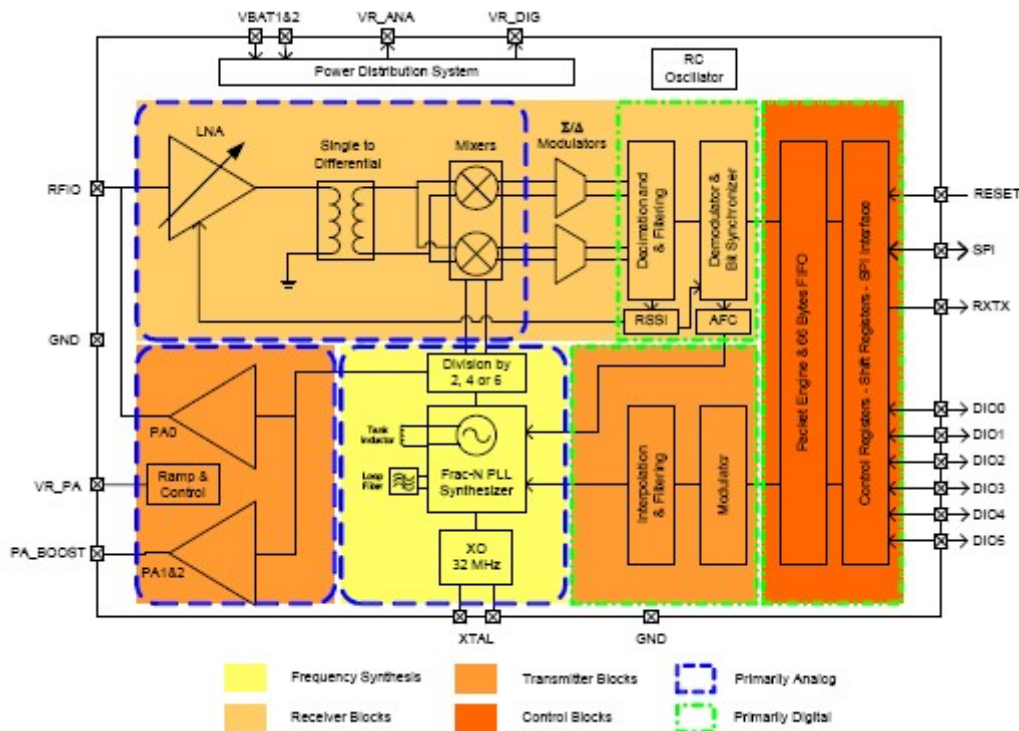 VBAT1&2
VR_ANA
VR_DIG
Power Distribution System
RC
Oscillator
LNA
Single to
Differential
Mixers
Σ/Δ
Modulators
RFIO
Decimation and
& Filtering
Demodulator &
Bit Synchronizer
RSSI
AFC
Packet Engine & 66 Bytes FIFO
Control Registers - Shift Registers - SPI Interface
RESET
SPI
RXTX
GND
Division by
2, 4 or 6
PA0
Tank
Inductor
Loop
Filter
Frac-N PLL
Synthesizer
Interpolation
& Filtering
Modulator
DIO0
DIO1
DIO2
DIO3
DIO4
DIO5
VR_PA
Ramp &
Control
PA_BOOST
PA1&2
XO
32 MHz
XTAL
GND
Frequency Synthesis
Transmitter Blocks
Primarily Analog
Receiver Blocks
Control Blocks
Primarily Digital